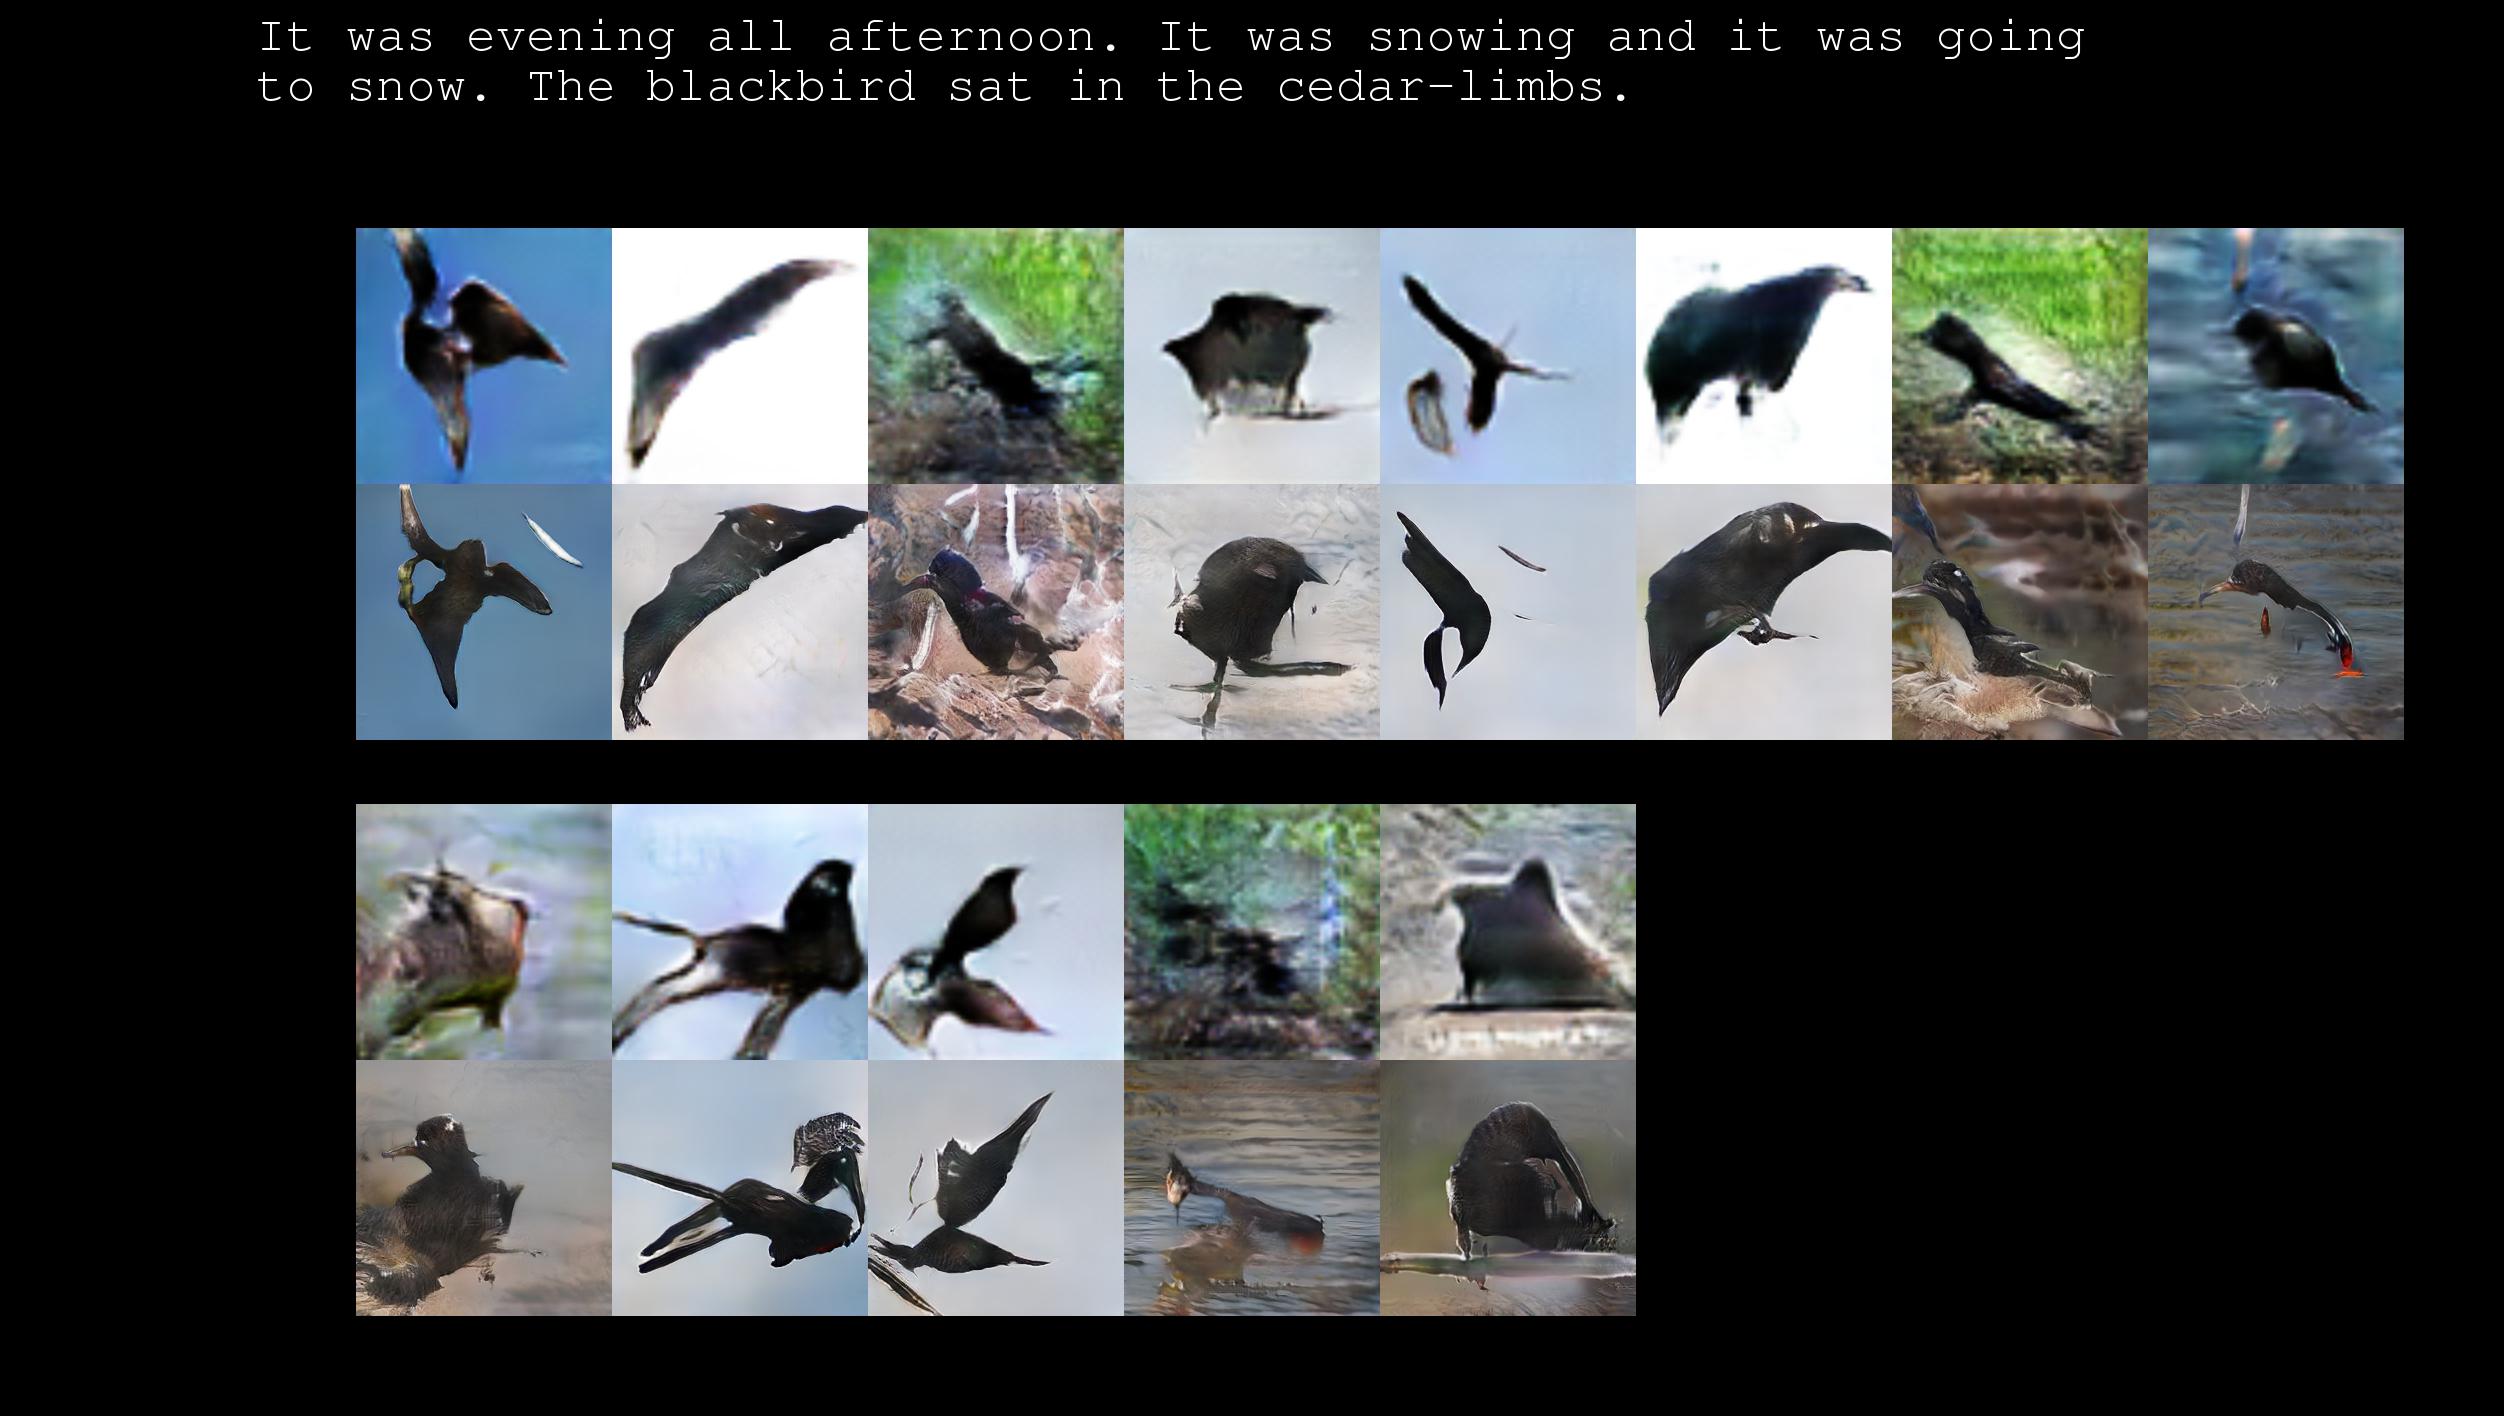 It was evening all afternoon. It was snowing and it was going
to snow. The blackbird sat in the cedar-limbs.